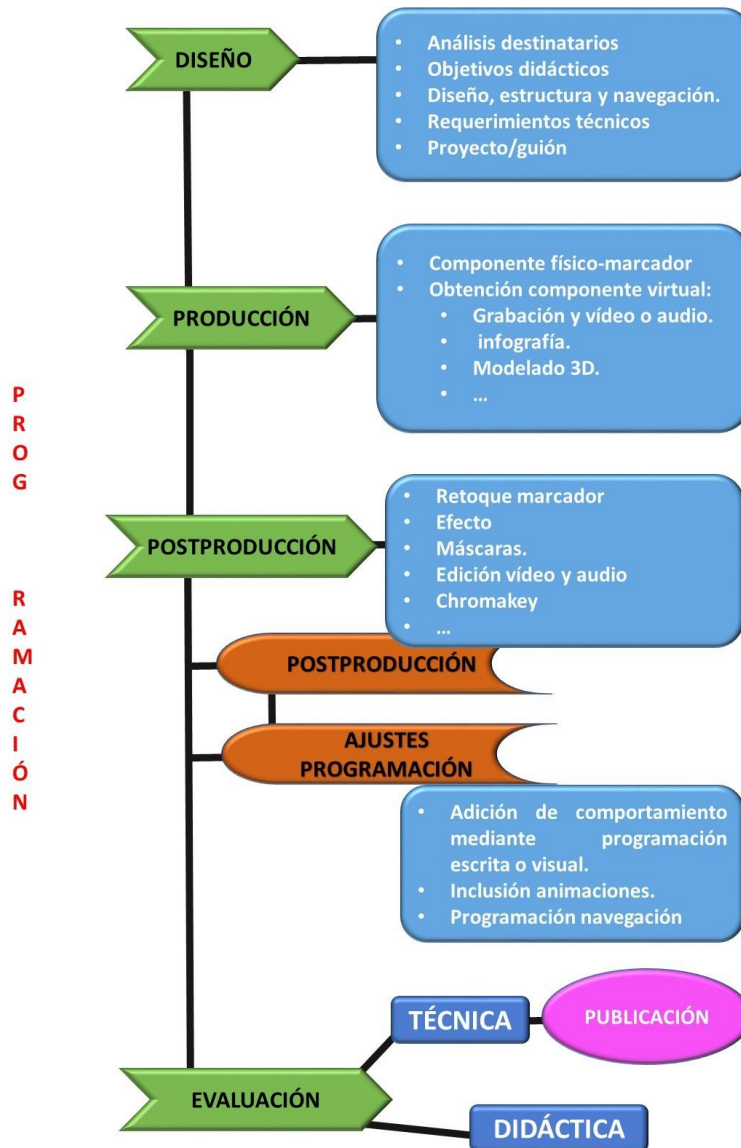 DISEÑO
• Análisis destinatarios
• Objetivos didácticos
• Diseño, estructura y navegación.
• Requerimientos técnicos
• Proyecto/guión
PRODUCCIÓN
• Componente físico-marcador
• Obtención componente virtual:
• Grabación y vídeo o audio.
• infografía.
• Modelado 3D.
• ...
P
R
O
G
R
A
M
A
C
I
Ó
N
POSTPRODUCCIÓN
• Retoque marcador
• Efecto
• Máscaras.
• Edición vídeo y audio
• Chromakey
• ...
POSTPRODUCCIÓN
AJUSTES
PROGRAMACIÓN
• Adición de comportamiento
mediante programación
escrita o visual.
• Inclusión animaciones.
• Programación navegación
EVALUACIÓN
TÉCNICA
PUBLICACIÓN
DIDÁCTICA